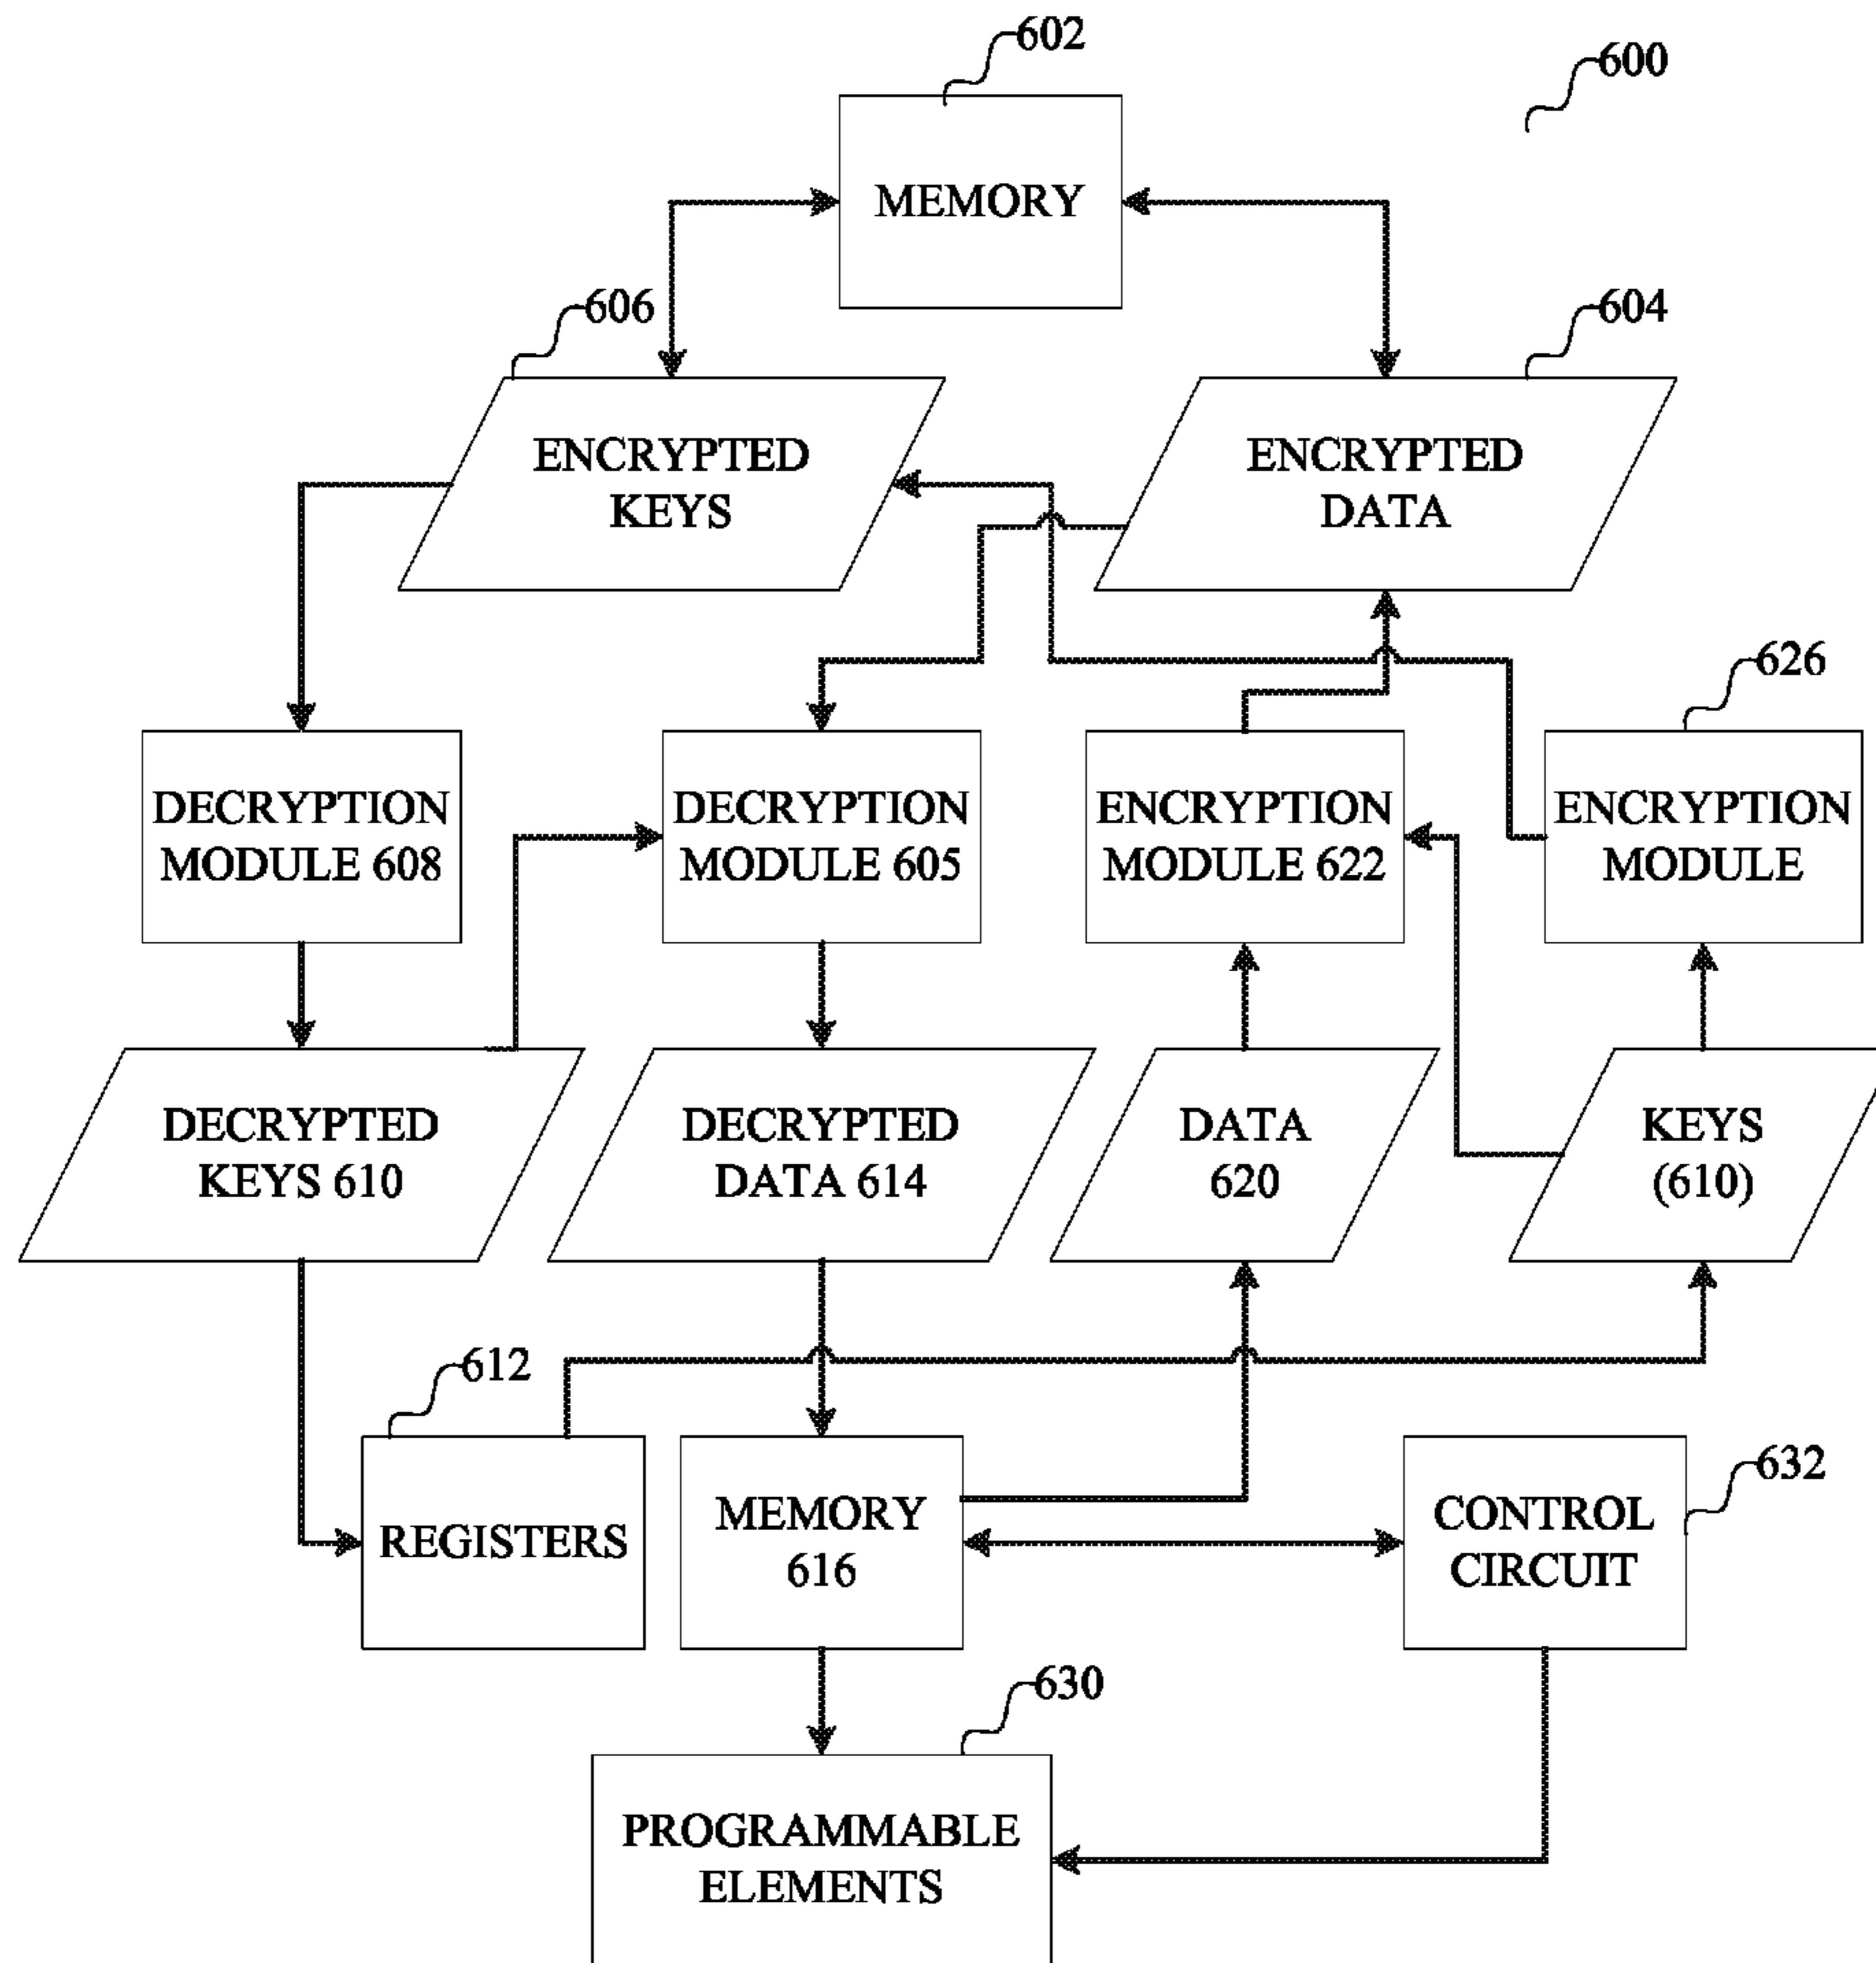 602
600
MEMORY
606
604
ENCRYPTED
KEYS
ENCRYPTED
DATA
626
DECRYPTION
MODULE 608
DECRYPTION
MODULE 605
ENCRYPTION
MODULE 622
ENCRYPTION
MODULE
DECRYPTED
KEYS 610
DECRYPTED
DATA 614
DATA
620
KEYS
(610)
612
REGISTERS
MEMORY
616
632
CONTROL
CIRCUIT
630
PROGRAMMABLE
ELEMENTS